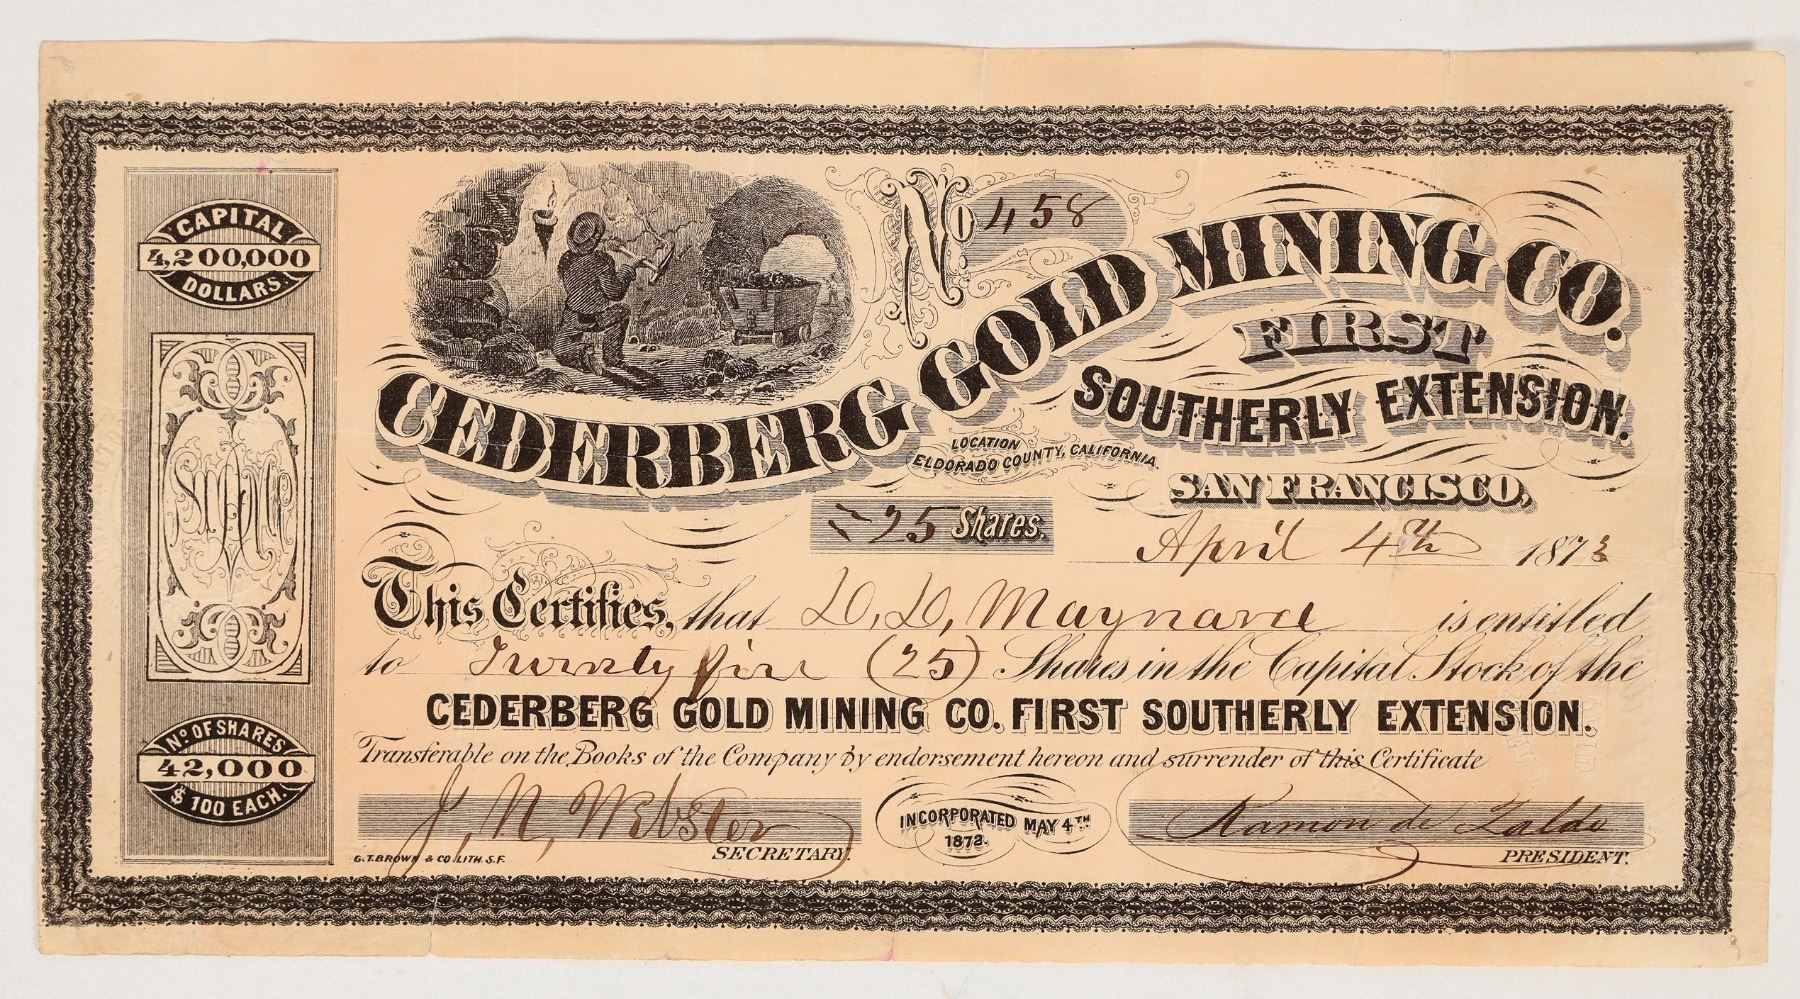 CAPITAL
4,200,000
DOLLARS.
No. OF SHARES
42,000
$100 EACH.
No 458
CEDERBERG GOLD MINING CO.
FIRST
SOUTHERLY EXTENSION.
LOCATION
ELDORADO COUNTY, CALIFORNIA.
SAN FRANCISCO,
25 Shares.
April 4th 1873
This Certifies, that D. D. Maynard is entitled
to Twenty five (25) Shares in the Capital Stock of the
CEDERBERG GOLD MINING CO. FIRST SOUTHERLY EXTENSION.
Transferable on the Books of the Company by endorsement hereon and surrender of this Certificate
J. N. Webster
SECRETARY.
INCORPORATED MAY 4TH
1872.
Ramon de Zaldo
PRESIDENT.
G.T. BROWN & CO. LITH. S.F.